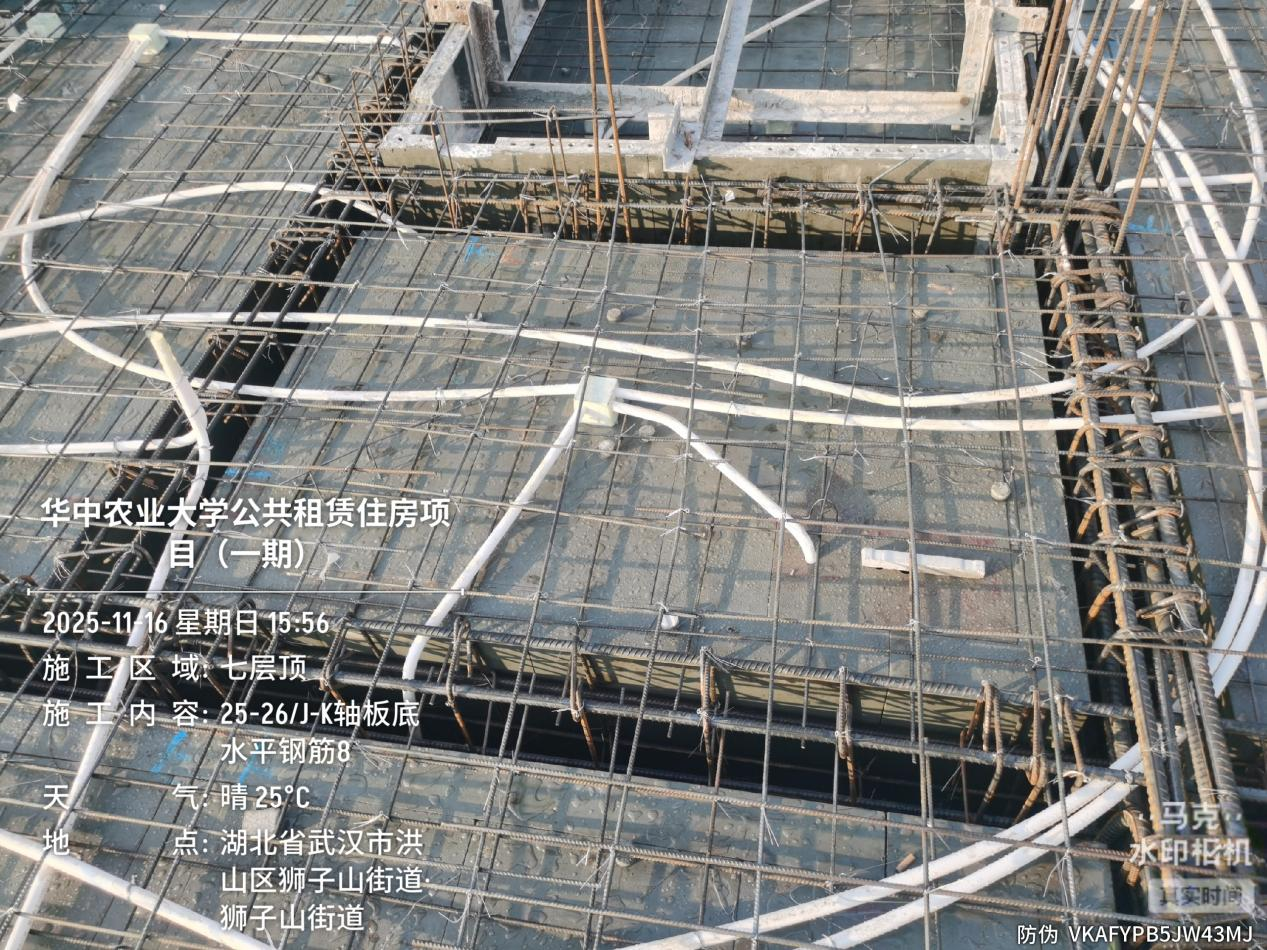 华中农业大学公共租赁住房项
目（一期）
2025-11-16 星期日 15:56
施工区域: 七层顶
施工内容: 25-26/J-K轴板底
水平钢筋8
天气: 晴 25°C
地点: 湖北省武汉市洪
山区狮子山街道·
狮子山街道
马克
水印相机
真实时间
防伪 VKAFYPB5JW43MJ